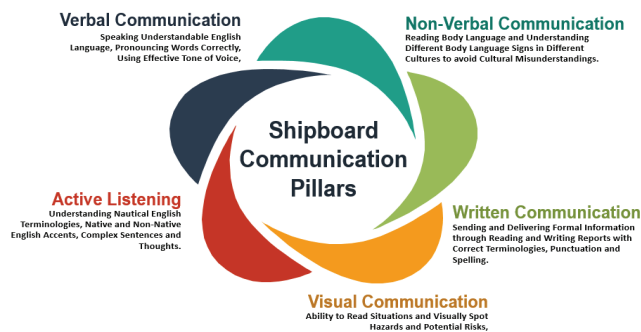 Verbal Communication
Speaking Understandable English
Language, Pronouncing Words Correctly,
Using Effective Tone of Voice,
Non-Verbal Communication
Reading Body Language and Understanding
Different Body Language Signs in Different
Cultures to avoid Cultural Misunderstandings.
Shipboard
Communication
Pillars
Active Listening
Understanding Nautical English
Terminologies, Native and Non-Native
English Accents, Complex Sentences and
Thoughts.
Written Communication
Sending and Delivering Formal Information
through Reading and Writing Reports with
Correct Terminologies, Punctuation and
Spelling.
Visual Communication
Ability to Read Situations and Visually Spot
Hazards and Potential Risks,